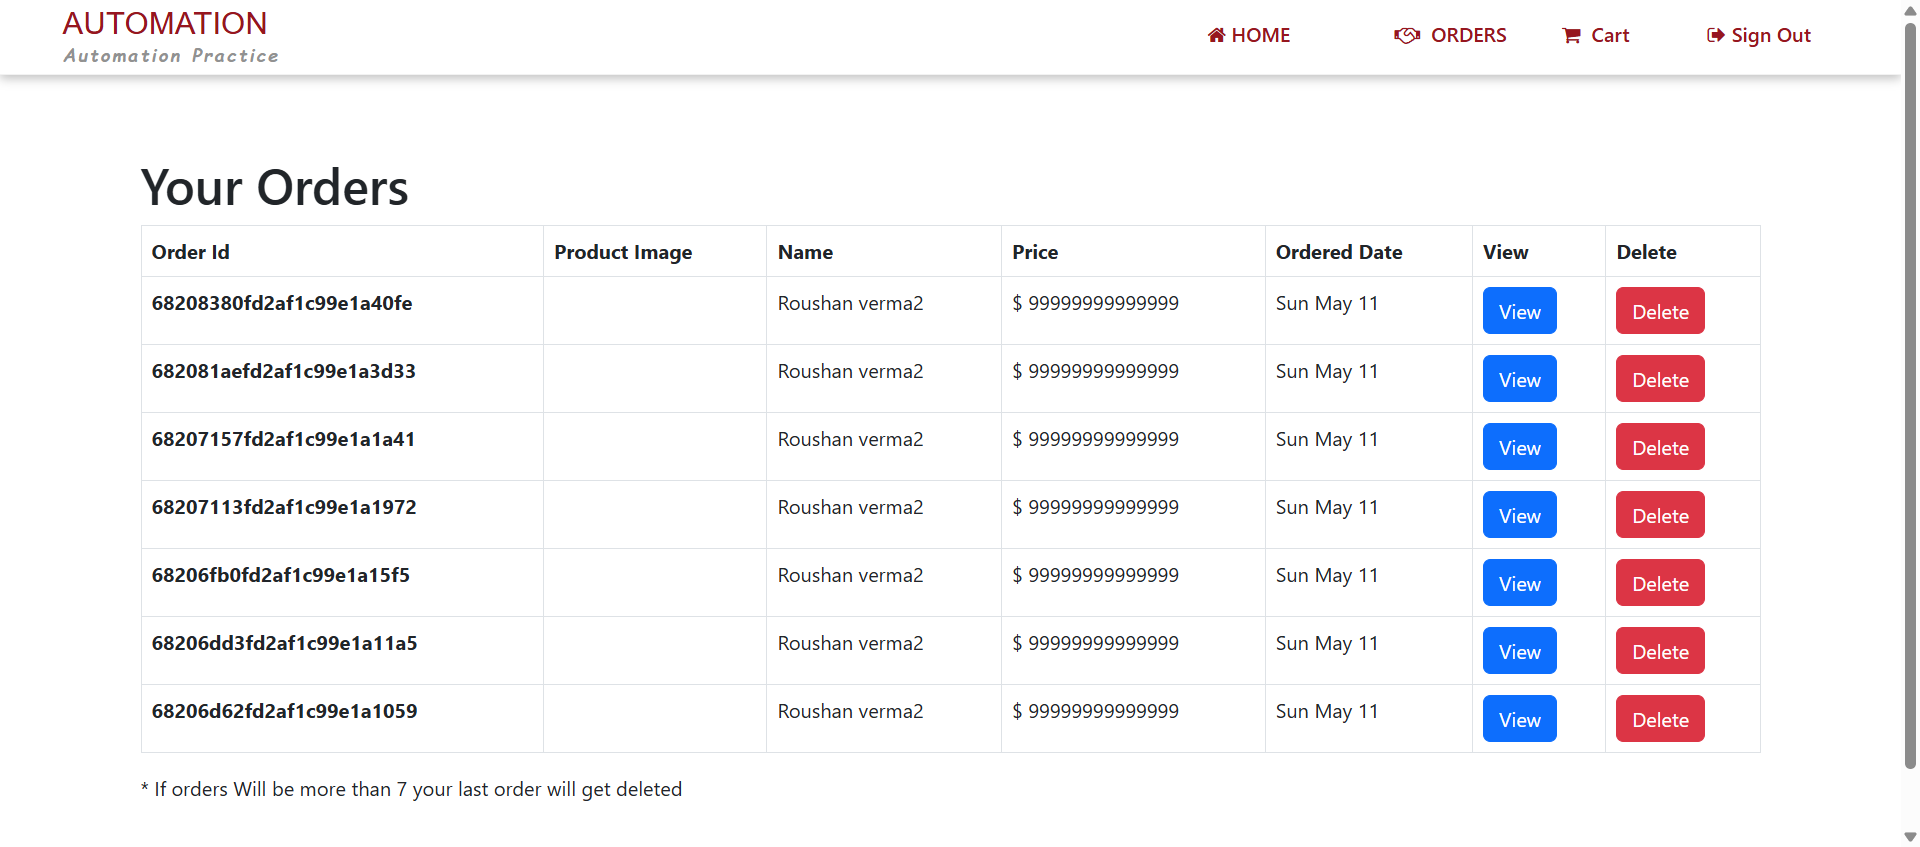 AUTOMATION
Automation Practice
HOME ORDERS Cart Sign Out
Your Orders
Order Id Product Image Name Price Ordered Date View Delete
68208380fd2af1c99e1a40fe Roushan verma2 $ 99999999999999 Sun May 11 View Delete
682081aefd2af1c99e1a3d33 Roushan verma2 $ 99999999999999 Sun May 11 View Delete
68207157fd2af1c99e1a1a41 Roushan verma2 $ 99999999999999 Sun May 11 View Delete
68207113fd2af1c99e1a1972 Roushan verma2 $ 99999999999999 Sun May 11 View Delete
68206fb0fd2af1c99e1a15f5 Roushan verma2 $ 99999999999999 Sun May 11 View Delete
68206dd3fd2af1c99e1a11a5 Roushan verma2 $ 99999999999999 Sun May 11 View Delete
68206d62fd2af1c99e1a1059 Roushan verma2 $ 99999999999999 Sun May 11 View Delete
* If orders Will be more than 7 your last order will get deleted